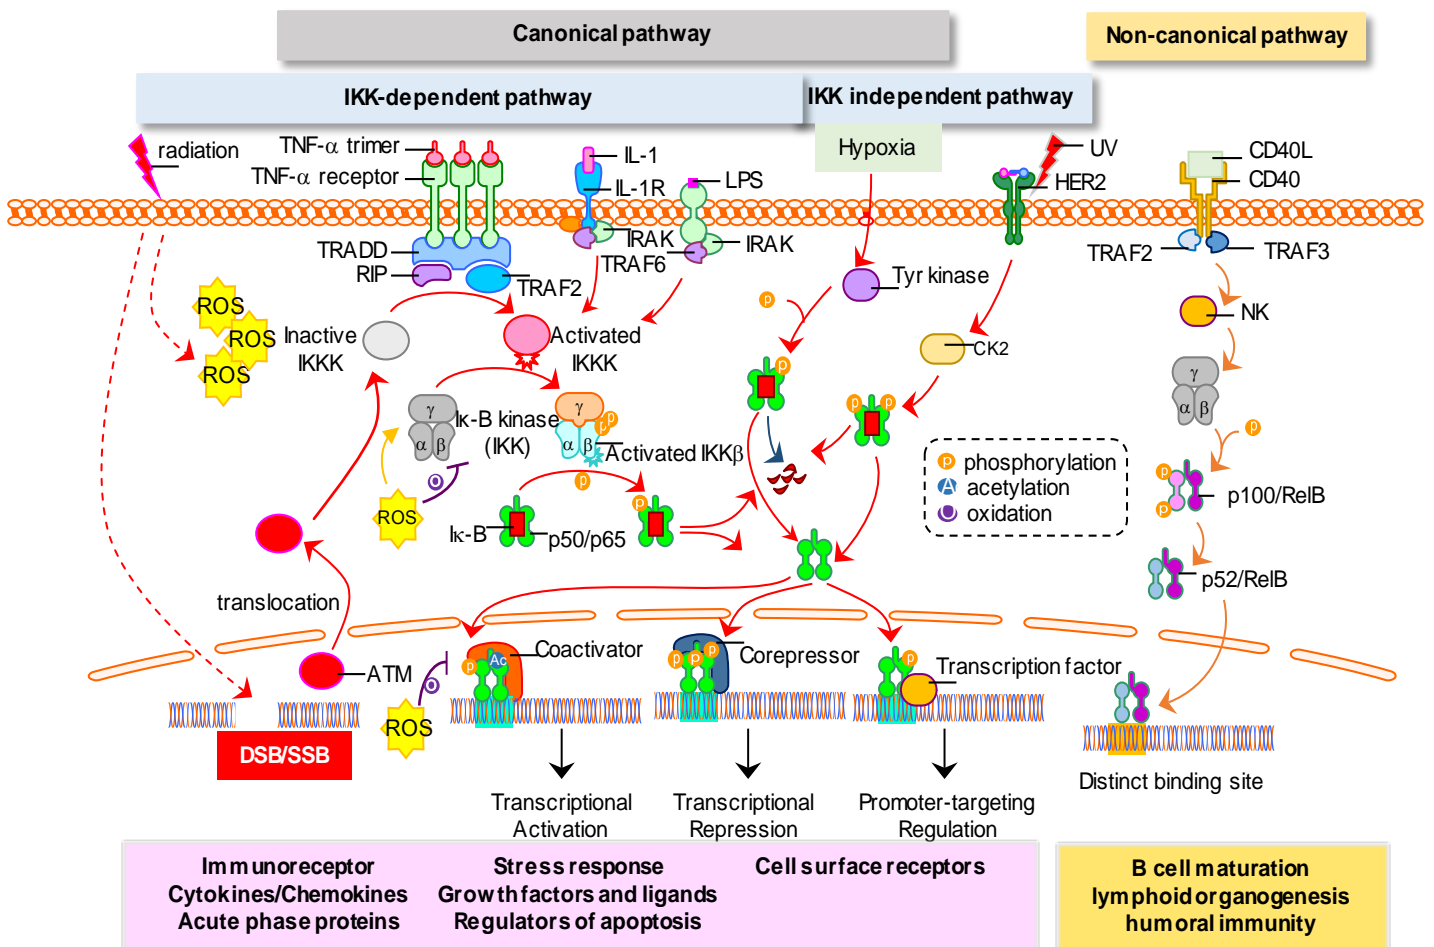 Canonical pathway
Non-canonical pathway
IKK-dependent pathway
IKK independent pathway
Hypoxia
radiation
TNF-α trimer
TNF-α receptor
IL-1
IL-1R
LPS
UV
HER2
CD40L
CD40
TRADD
RIP
TRAF2
IRAK
TRAF6
IRAK
Tyr kinase
TRAF2
TRAF3
ROS
ROS
ROS
Inactive
IKKK
Activated
IKKK
P
CK2
NK
P
γ
α β
Iκ-B kinase
(IKK)
γ
α β
P
P
Activated IKKβ
P
P
γ
α β
P
phosphorylation
A
acetylation
O
oxidation
P
P
P
p100/RelB
ROS
O
P
P
Iκ-B
p50/p65
p52/RelB
translocation
ATM
ROS
O
DSB/SSB
P
Ac
Coactivator
P
P
P
Corepressor
P
Transcription factor
Distinct binding site
Transcriptional
Activation
Transcriptional
Repression
Promoter-targeting
Regulation
Immunoreceptor
Cytokines/Chemokines
Acute phase proteins
Stress response
Growth factors and ligands
Regulators of apoptosis
Cell surface receptors
B cell maturation
lymphoid organogenesis
humoral immunity